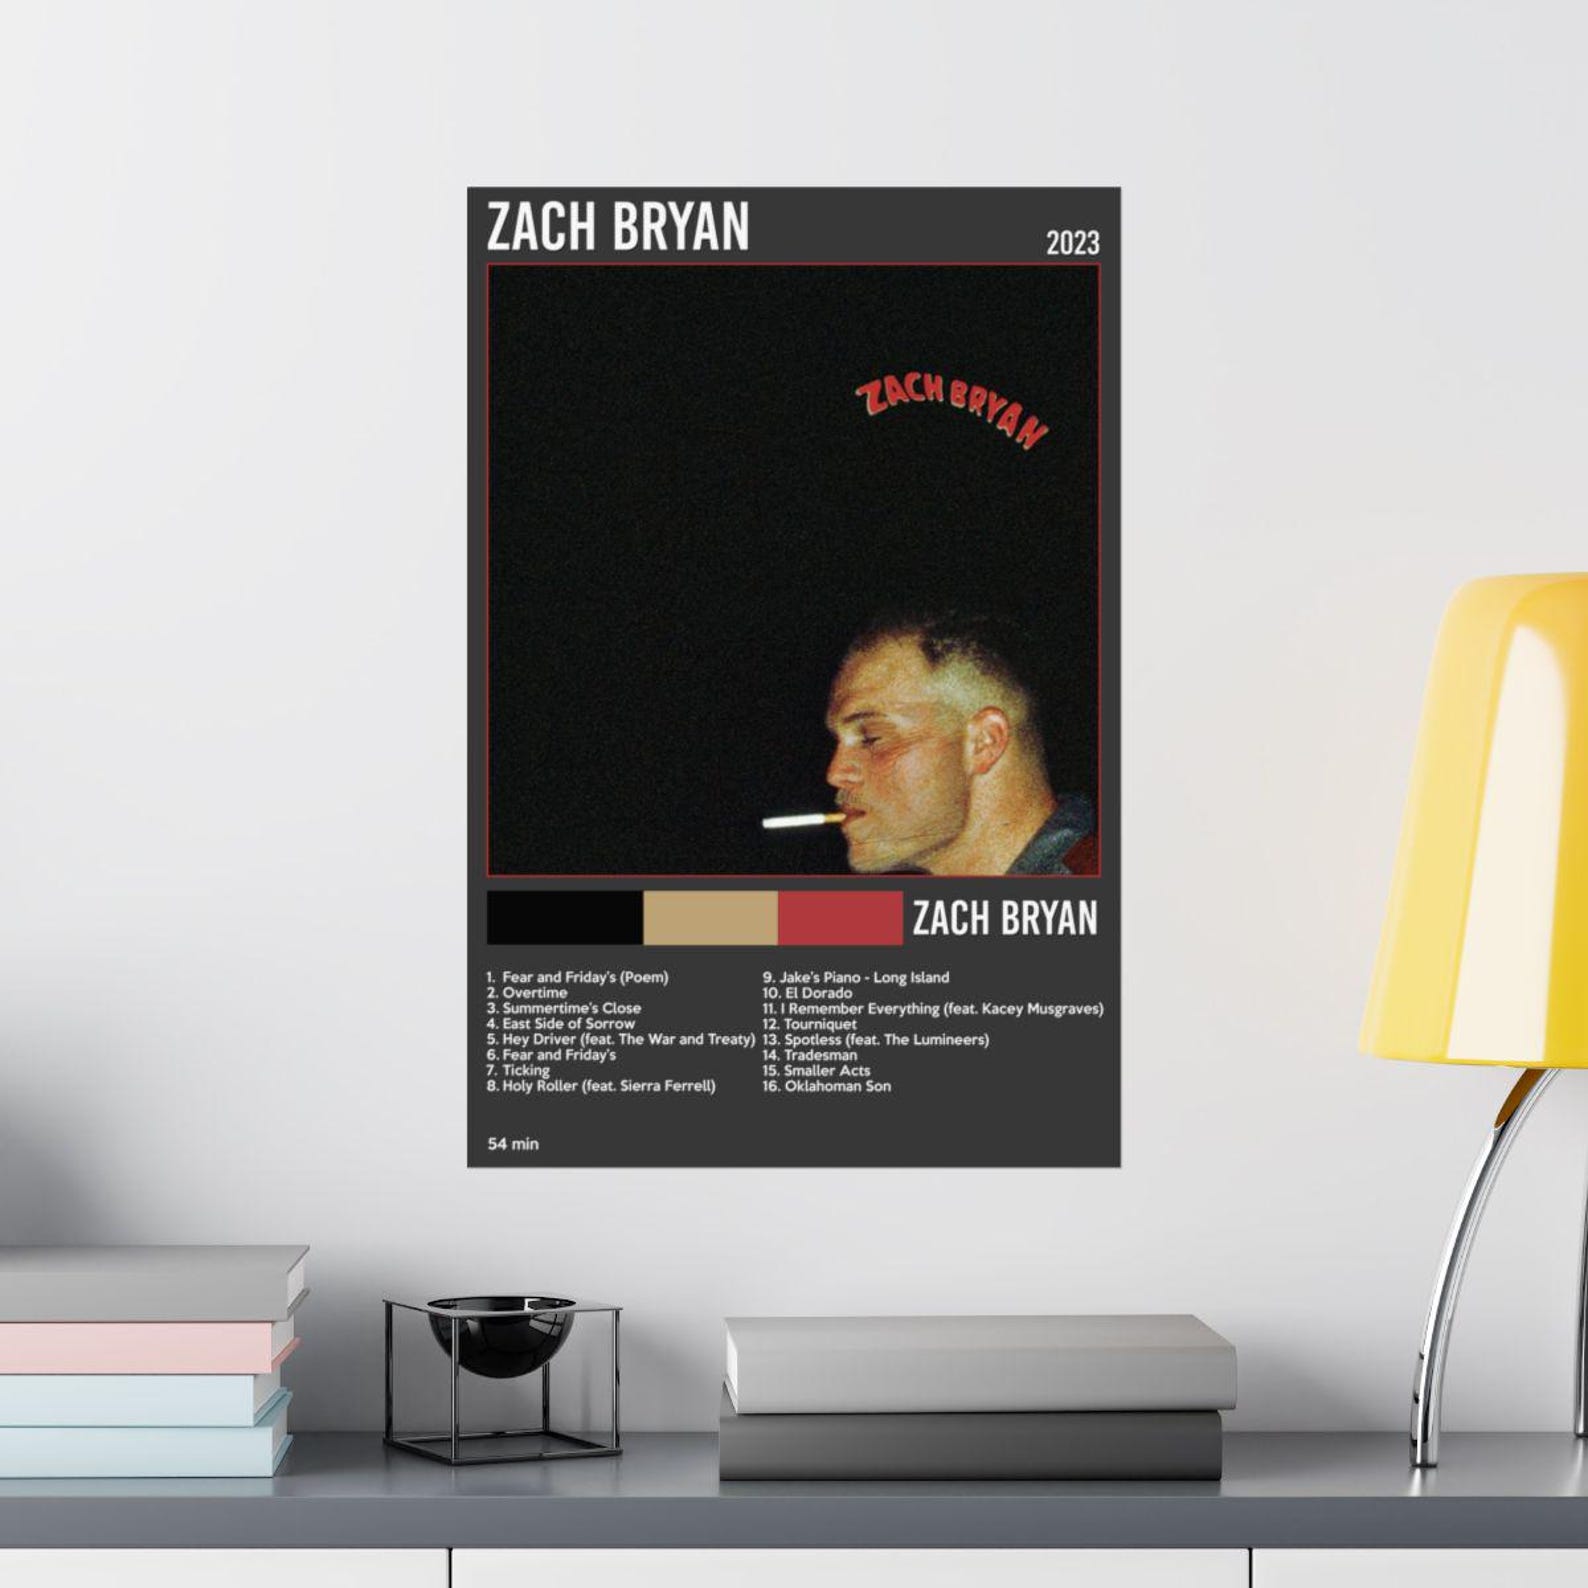 ZACH BRYAN
2023
ZACH BRYAN
ZACH BRYAN
1. Fear and Friday's (Poem)
2. Overtime
3. Summertime's Close
4. East Side of Sorrow
5. Hey Driver (feat. The War and Treaty)
6. Fear and Friday's
7. Ticking
8. Holy Roller (feat. Sierra Ferrell)
9. Jake's Piano - Long Island
10. El Dorado
11. I Remember Everything (feat. Kacey Musgraves)
12. Tourniquet
13. Spotless (feat. The Lumineers)
14. Tradesman
15. Smaller Acts
16. Oklahoman Son
54 min